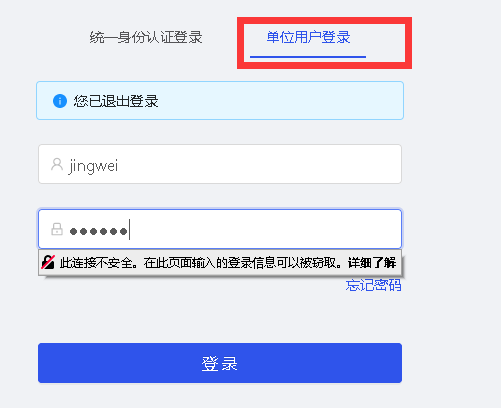 统一身份认证登录 单位用户登录
您已退出登录
jingwei
●●●●●●
此连接不安全。在此页面输入的登录信息可以被窃取。详细了解
忘记密码
登录